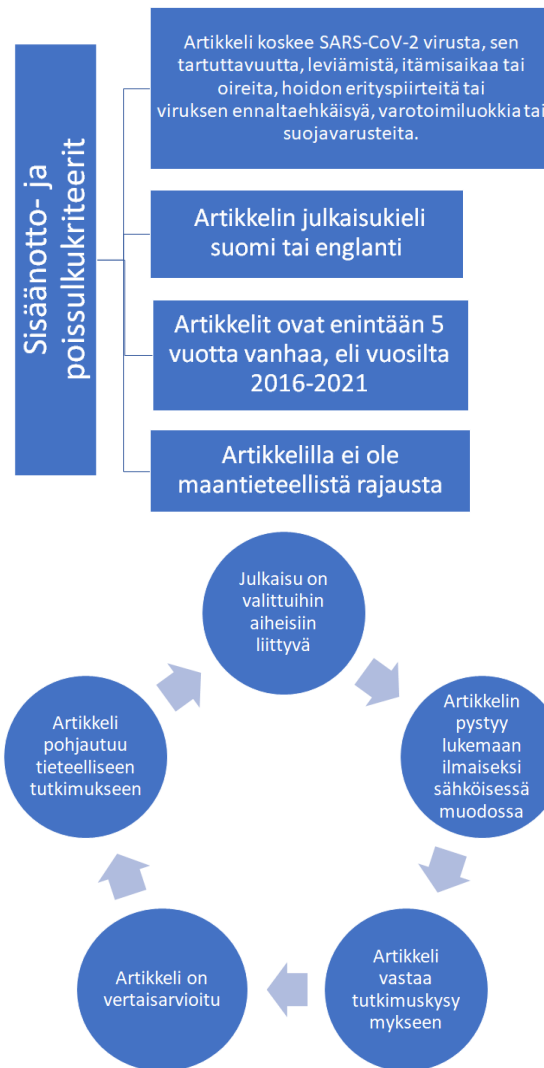 Sisäänotto- ja
poissulkukriteerit
Artikkeli koskee SARS-CoV-2 virusta, sen
tartuttavuutta, leviämistä, itämisaikaa tai
oireita, hoidon erityispiirteitä tai
viruksen ennaltaehkäisyä, varotoimiluokkia tai
suojavarusteita.
Artikkelin julkaisukieli
suomi tai englanti
Artikkelit ovat enintään 5
vuotta vanhaa, eli vuosilta
2016-2021
Artikkelilla ei ole
maantieteellistä rajausta
Julkaisu on
valittuihin
aiheisiin
liittyvä
Artikkelin
pystyy
lukemaan
ilmaiseksi
sähköisessä
muodossa
Artikkeli
vastaa
tutkimuskysy
mykseen
Artikkeli on
vertaisarvioitu
Artikkeli
pohjautuu
tieteelliseen
tutkimukseen